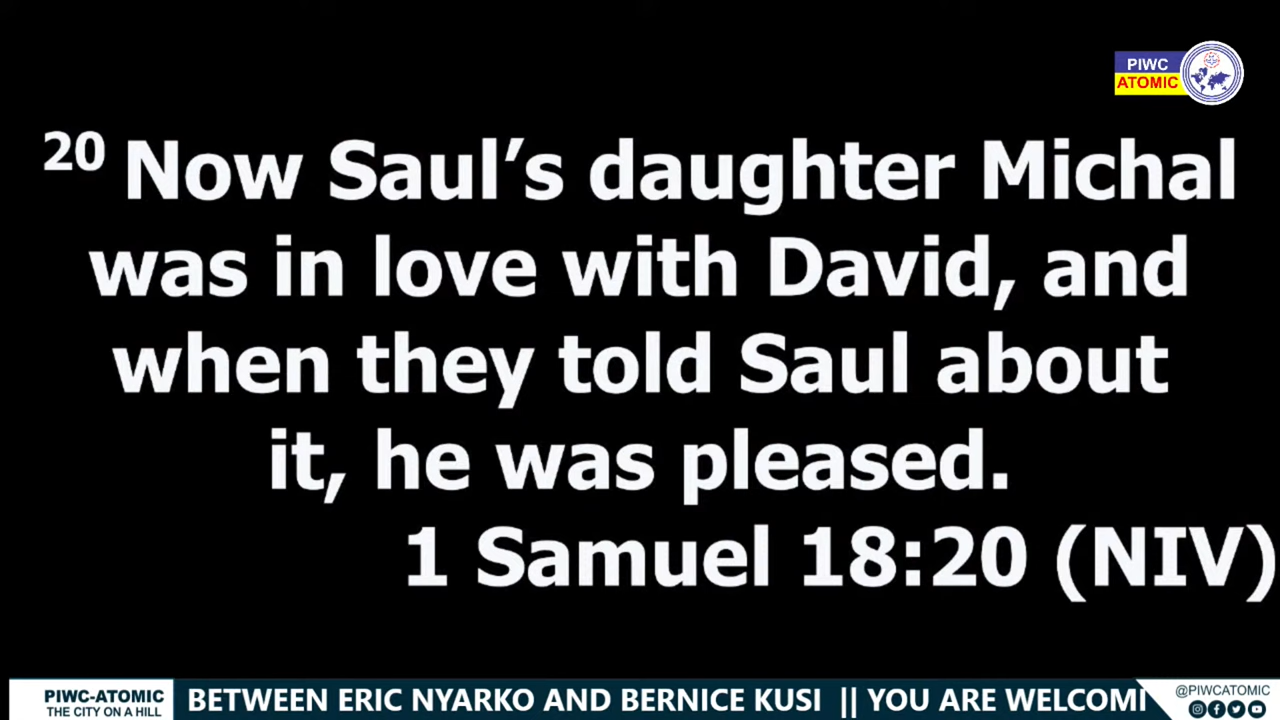 PIWC
ATOMIC
20 Now Saul’s daughter Michal
was in love with David, and
when they told Saul about
it, he was pleased.
1 Samuel 18:20 (NIV)
PIWC-ATOMIC
THE CITY ON A HILL
BETWEEN ERIC NYARKO AND BERNICE KUSI || YOU ARE WELCOMI
@PIWCATOMIC